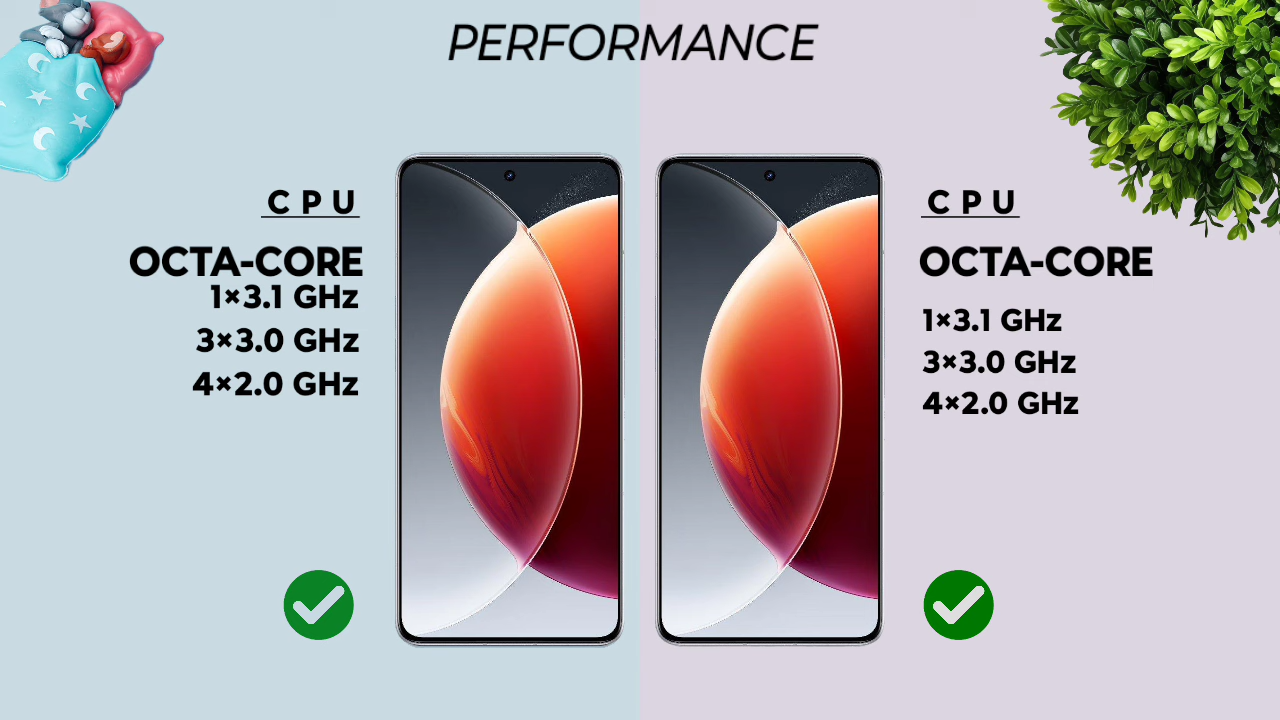 PERFORMANCE
CPU
OCTA-CORE
1×3.1 GHz
3×3.0 GHz
4×2.0 GHz
CPU
OCTA-CORE
1×3.1 GHz
3×3.0 GHz
4×2.0 GHz